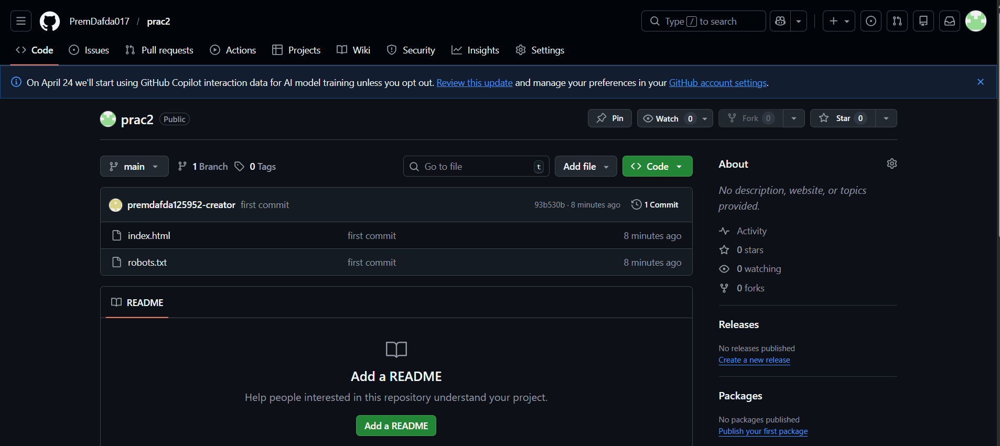 PremDafda017 / prac2
Type / to search
Code Issues Pull requests Actions Projects Wiki Security Insights Settings
On April 24 we'll start using GitHub Copilot interaction data for AI model training unless you opt out. Review this update and manage your preferences in your GitHub account settings.
prac2 Public
Pin Watch 0 Fork 0 Star 0
main 1 Branch 0 Tags
Go to file t Add file Code
premdafda125952-creator first commit 93b530b · 8 minutes ago 1 Commit
index.html first commit 8 minutes ago
robots.txt first commit 8 minutes ago
README
Add a README
Help people interested in this repository understand your project.
Add a README
About
No description, website, or topics
provided.
Activity
0 stars
0 watching
0 forks
Releases
No releases published
Create a new release
Packages
No packages published
Publish your first package